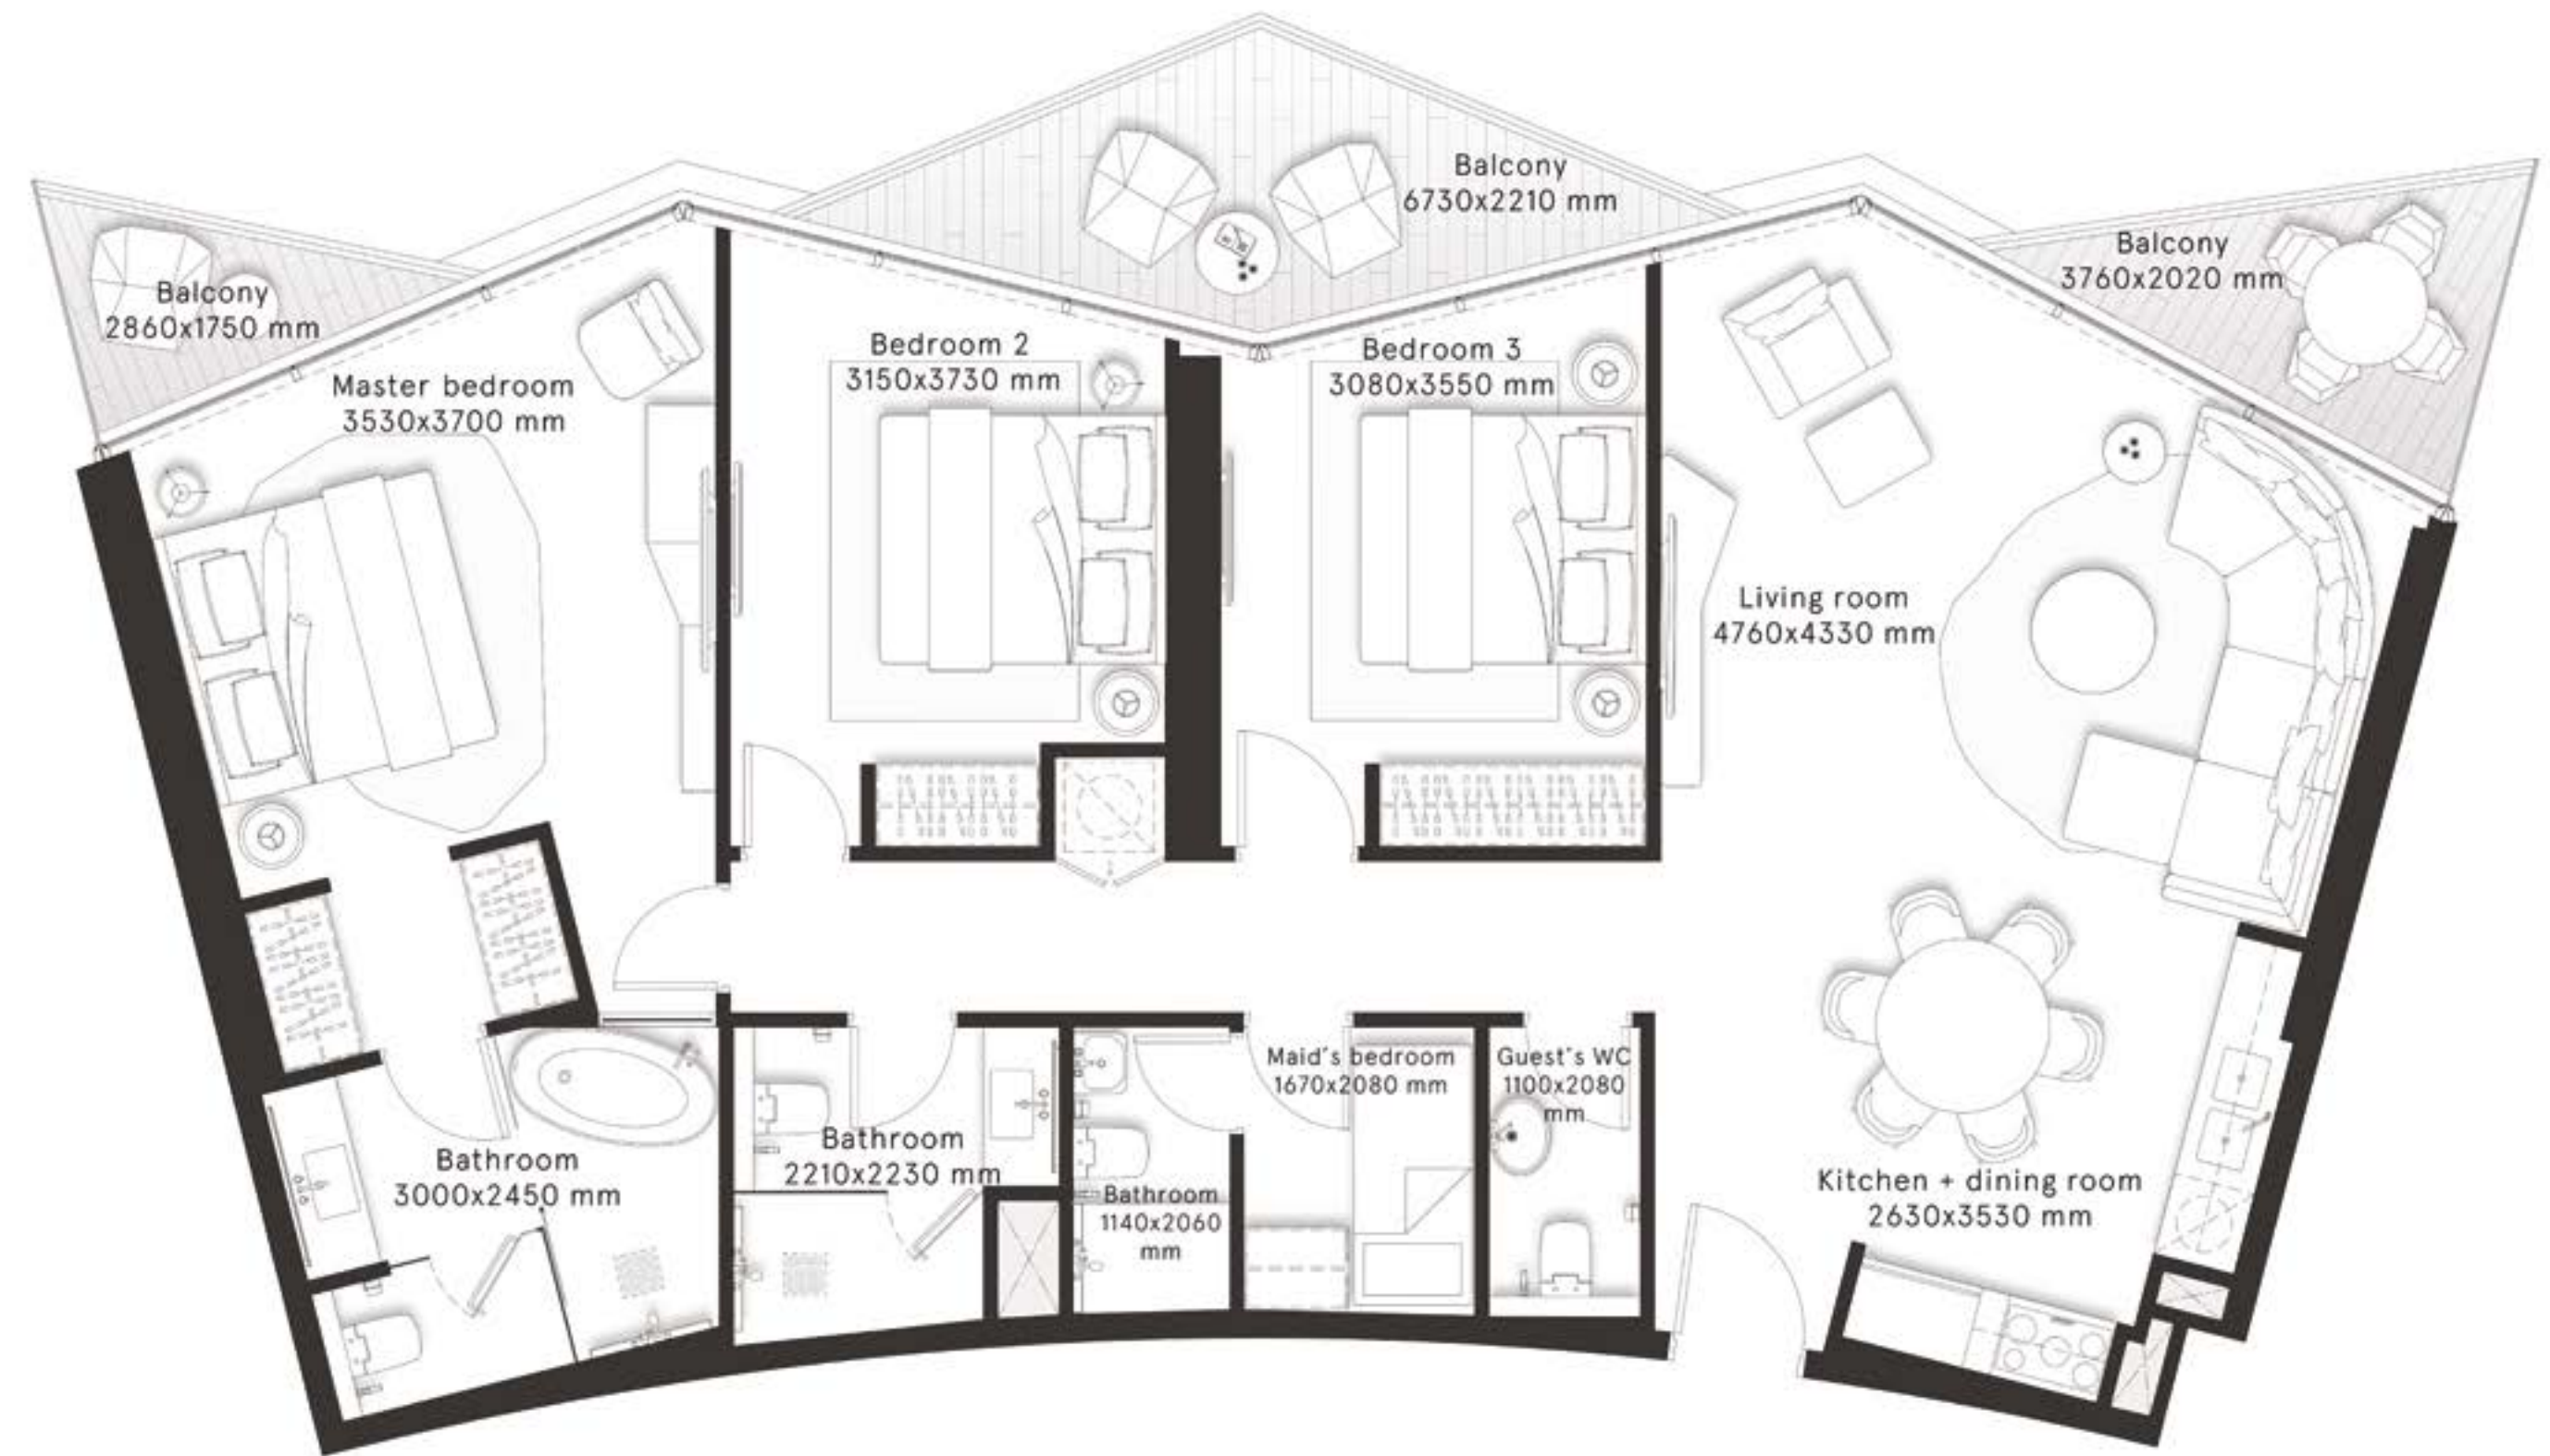 Balcony
6730x2210 mm
Balcony
3760x2020 mm
Balcony
2860x1750 mm
Master bedroom
3530x3700 mm
Bedroom 2
3150x3730 mm
Bedroom 3
3080x3550 mm
Living room
4760x4330 mm
Maid's bedroom
1670x2080 mm
Guest's WC
1100x2080
mm
Bathroom
3000x2450 mm
Bathroom
2210x2230 mm
Bathroom
1140x2060
mm
Kitchen + dining room
2630x3530 mm